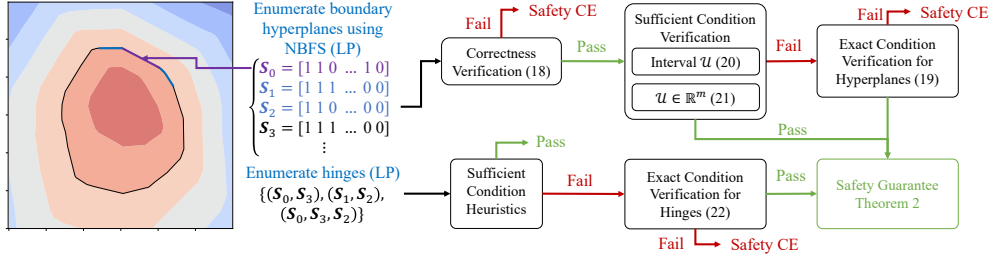 Enumerate boundary
hyperplanes using
NBFS (LP)
S₀ = [1 1 0 ... 1 0]
S₁ = [1 1 1 ... 0 0]
S₂ = [1 1 0 ... 0 0]
S₃ = [1 1 1 ... 0 0]
⋮
Enumerate hinges (LP)
{(S₀, S₃), (S₁, S₂),
(S₀, S₃, S₂)}
Fail
Safety CE
Correctness
Verification (18)
Pass
Sufficient Condition
Verification
Interval 𝒰 (20)
𝒰 ∈ ℝᵐ (21)
Fail
Fail
Safety CE
Exact Condition
Verification for
Hyperplanes (19)
Pass
Pass
Sufficient
Condition
Heuristics
Fail
Exact Condition
Verification for
Hinges (22)
Pass
Fail
Safety CE
Safety Guarantee
Theorem 2